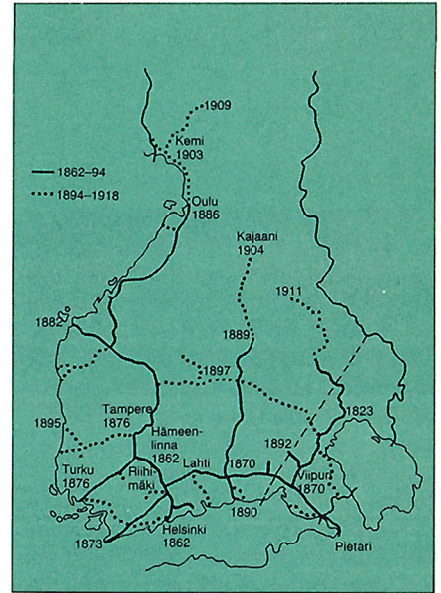 1909
Kemi
1903
1862–94
1894–1918
Oulu
1886
Kajaani
1904
1911
1882
1889
1897
1895
Tampere
1876
Hämeen-
linna
1862
1823
1892
Turku
1876
Riihi-
mäki
Lahti
1870
Viipuri
1870
1890
Helsinki
1862
1873
Pietari